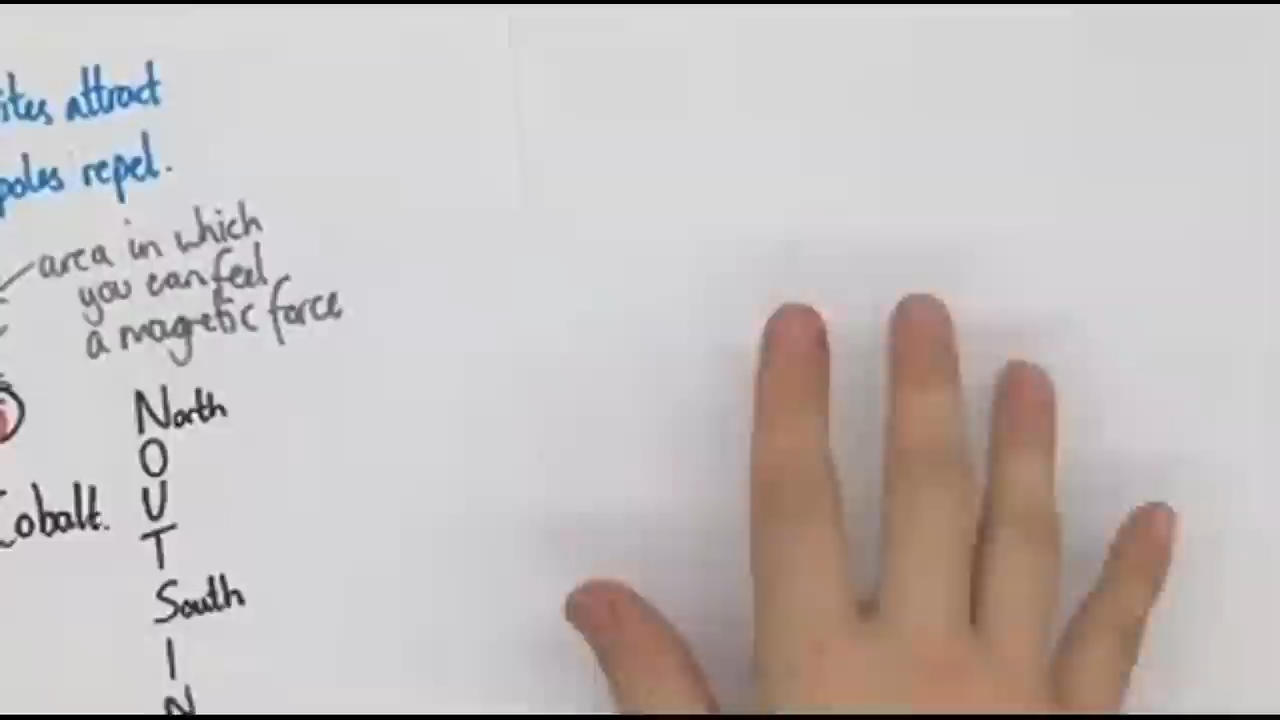 ites attract
poles repel.
area in which
you can feel
a magnetic force
North
O
U
T
Cobalt.
South
I
N